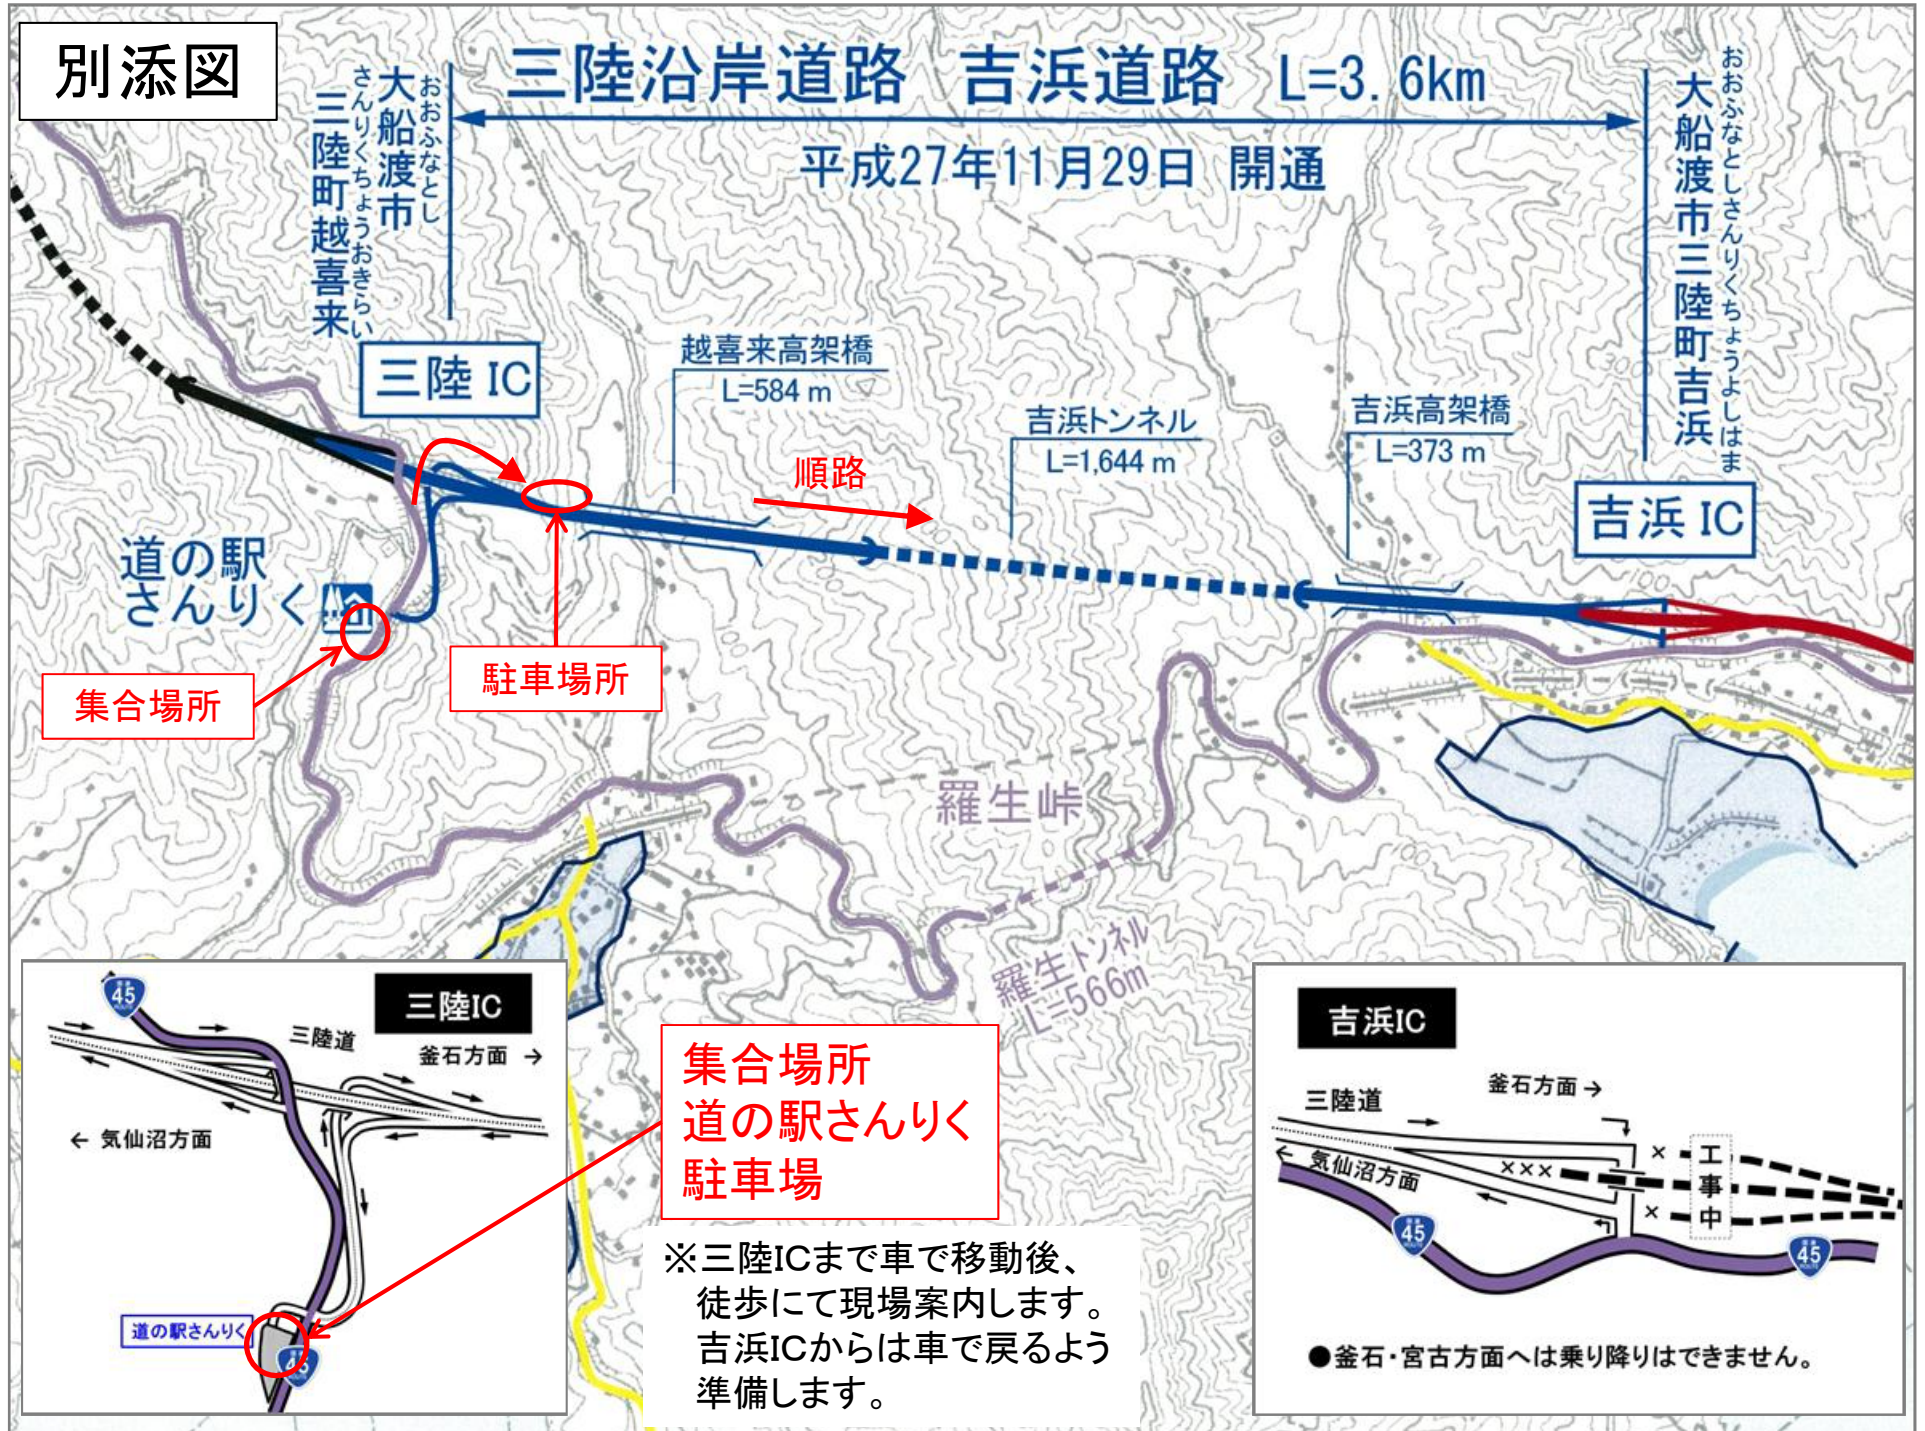 別添図
三陸沿岸道路 吉浜道路 L=3.6km
平成27年11月29日 開通
おおふなとし
大船渡市
さんりくちょうおきらい
三陸町越喜来
おおふなとしさんりくちょうよしはま
大船渡市三陸町吉浜
三陸 IC
越喜来高架橋
L=584 m
吉浜トンネル
L=1,644 m
吉浜高架橋
L=373 m
吉浜 IC
順路
道の駅
さんりく
集合場所
駐車場所
羅生峠
羅生トンネル
L=566m
三陸IC
45
ROUTE
三陸道
釜石方面 →
← 気仙沼方面
道の駅さんりく
45
ROUTE
集合場所
道の駅さんりく
駐車場
※三陸ICまで車で移動後、
徒歩にて現場案内します。
吉浜ICからは車で戻るよう
準備します。
吉浜IC
釜石方面→
三陸道
← 気仙沼方面
×××
×
×
工事中
45
ROUTE
45
ROUTE
●釜石・宮古方面へは乗り降りはできません。